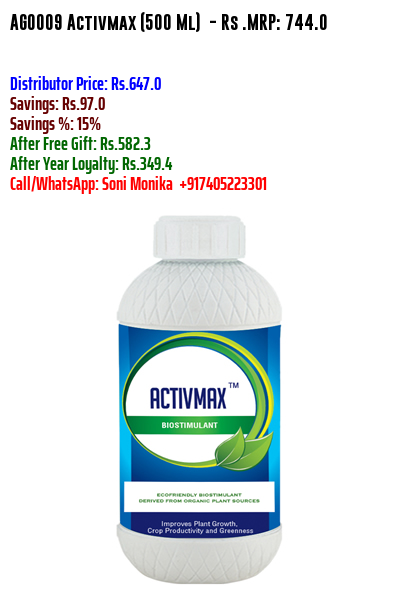 AG0009 Activmax (500 Ml) - Rs .MRP: 744.0
Distributor Price: Rs.647.0
Savings: Rs.97.0
Savings %: 15%
After Free Gift: Rs.582.3
After Year Loyalty: Rs.349.4
Call/WhatsApp: Soni Monika +917405223301
ACTIVMAX™
BIOSTIMULANT
ECOFRIENDLY BIOSTIMULANT
DERIVED FROM ORGANIC PLANT SOURCES
Improves Plant Growth,
Crop Productivity and Greenness